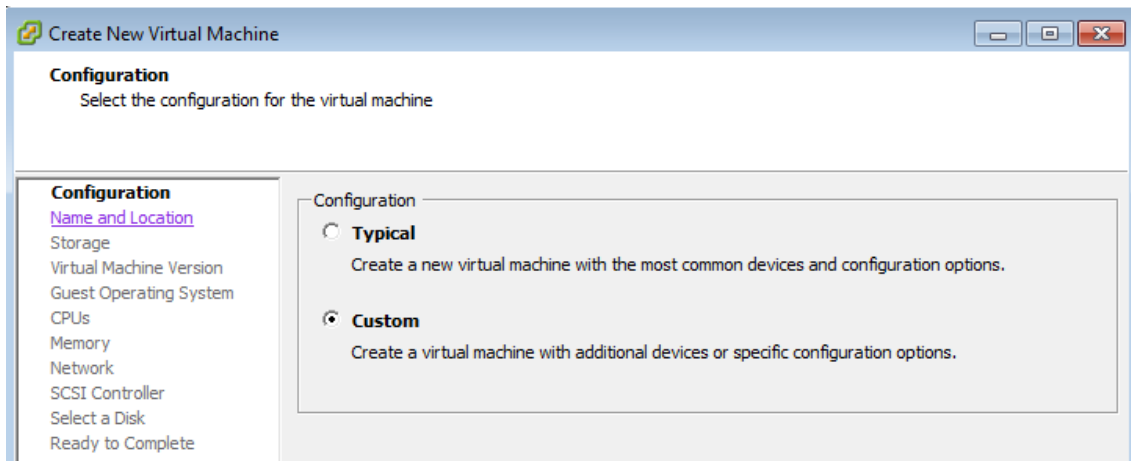 Create New Virtual Machine
Configuration
Select the configuration for the virtual machine
Configuration
Name and Location
Storage
Virtual Machine Version
Guest Operating System
CPUs
Memory
Network
SCSI Controller
Select a Disk
Ready to Complete
Configuration
Typical
Create a new virtual machine with the most common devices and configuration options.
Custom
Create a virtual machine with additional devices or specific configuration options.